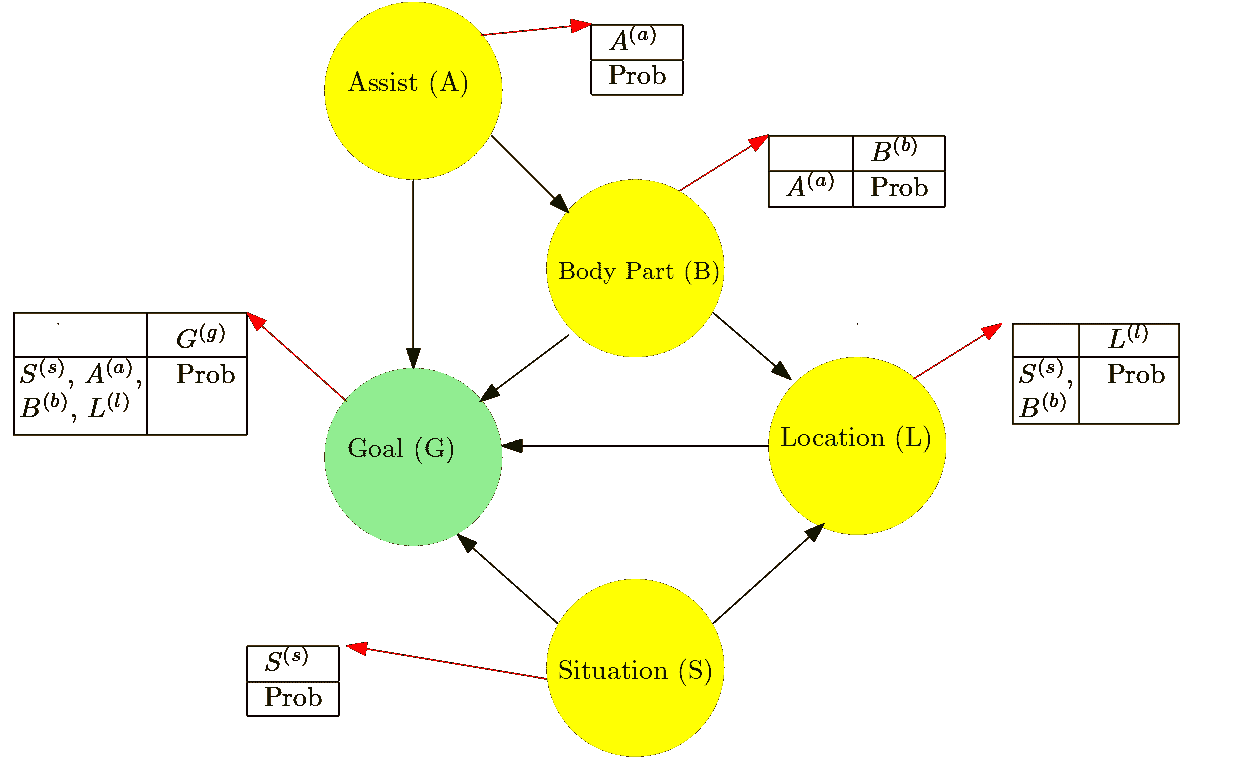 Assist (A)
A^(a)
Prob
B^(b)
A^(a) Prob
Body Part (B)
G^(g)
S^(s), A^(a), Prob
B^(b), L^(l)
L^(l)
S^(s), Prob
B^(b)
Goal (G)
Location (L)
S^(s)
Prob
Situation (S)